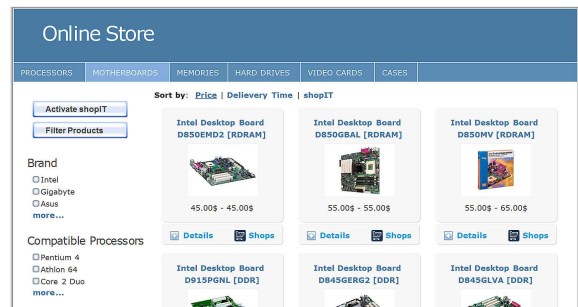 Online Store
PROCESSORS MOTHERBOARDS MEMORIES HARD DRIVES VIDEO CARDS CASES
Sort by: Price | Delievery Time | shopIT
Activate shopIT
Filter Products
Brand
Intel
Gigabyte
Asus
more...
Compatible Processors
Pentium 4
Athlon 64
Core 2 Duo
more...
Intel Desktop Board
D850EMD2 [RDRAM]
45.00$ - 45.00$
Details Shops
Intel Desktop Board
D850GBAL [RDRAM]
55.00$ - 55.00$
Details Shops
Intel Desktop Board
D850MV [RDRAM]
55.00$ - 65.00$
Details Shops
Intel Desktop Board
D915PGNL [DDR]
Intel Desktop Board
D845GERG2 [DDR]
Intel Desktop Board
D845GLVA [DDR]